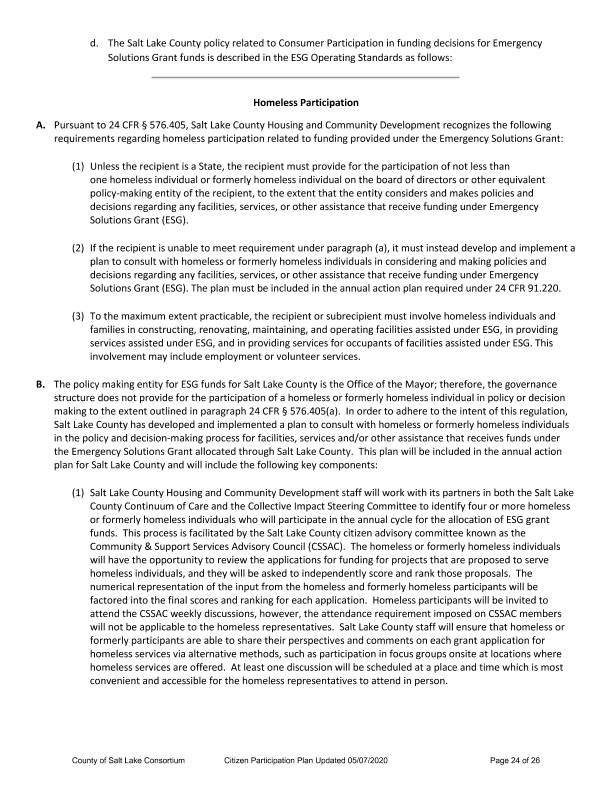 d. The Salt Lake County policy related to Consumer Participation in funding decisions for Emergency
Solutions Grant funds is described in the ESG Operating Standards as follows:
Homeless Participation
A. Pursuant to 24 CFR § 576.405, Salt Lake County Housing and Community Development recognizes the following
requirements regarding homeless participation related to funding provided under the Emergency Solutions Grant:
(1) Unless the recipient is a State, the recipient must provide for the participation of not less than
one homeless individual or formerly homeless individual on the board of directors or other equivalent
policy-making entity of the recipient, to the extent that the entity considers and makes policies and
decisions regarding any facilities, services, or other assistance that receive funding under Emergency
Solutions Grant (ESG).
(2) If the recipient is unable to meet requirement under paragraph (a), it must instead develop and implement a
plan to consult with homeless or formerly homeless individuals in considering and making policies and
decisions regarding any facilities, services, or other assistance that receive funding under Emergency
Solutions Grant (ESG). The plan must be included in the annual action plan required under 24 CFR 91.220.
(3) To the maximum extent practicable, the recipient or subrecipient must involve homeless individuals and
families in constructing, renovating, maintaining, and operating facilities assisted under ESG, in providing
services assisted under ESG, and in providing services for occupants of facilities assisted under ESG. This
involvement may include employment or volunteer services.
B. The policy making entity for ESG funds for Salt Lake County is the Office of the Mayor; therefore, the governance
structure does not provide for the participation of a homeless or formerly homeless individual in policy or decision
making to the extent outlined in paragraph 24 CFR § 576.405(a). In order to adhere to the intent of this regulation,
Salt Lake County has developed and implemented a plan to consult with homeless or formerly homeless individuals
in the policy and decision-making process for facilities, services and/or other assistance that receives funds under
the Emergency Solutions Grant allocated through Salt Lake County. This plan will be included in the annual action
plan for Salt Lake County and will include the following key components:
(1) Salt Lake County Housing and Community Development staff will work with its partners in both the Salt Lake
County Continuum of Care and the Collective Impact Steering Committee to identify four or more homeless
or formerly homeless individuals who will participate in the annual cycle for the allocation of ESG grant
funds. This process is facilitated by the Salt Lake County citizen advisory committee known as the
Community & Support Services Advisory Council (CSSAC). The homeless or formerly homeless individuals
will have the opportunity to review the applications for funding for projects that are proposed to serve
homeless individuals, and they will be asked to independently score and rank those proposals. The
numerical representation of the input from the homeless and formerly homeless participants will be
factored into the final scores and ranking for each application. Homeless participants will be invited to
attend the CSSAC weekly discussions, however, the attendance requirement imposed on CSSAC members
will not be applicable to the homeless representatives. Salt Lake County staff will ensure that homeless or
formerly participants are able to share their perspectives and comments on each grant application for
homeless services via alternative methods, such as participation in focus groups onsite at locations where
homeless services are offered. At least one discussion will be scheduled at a place and time which is most
convenient and accessible for the homeless representatives to attend in person.
County of Salt Lake Consortium Citizen Participation Plan Updated 05/07/2020 Page 24 of 26